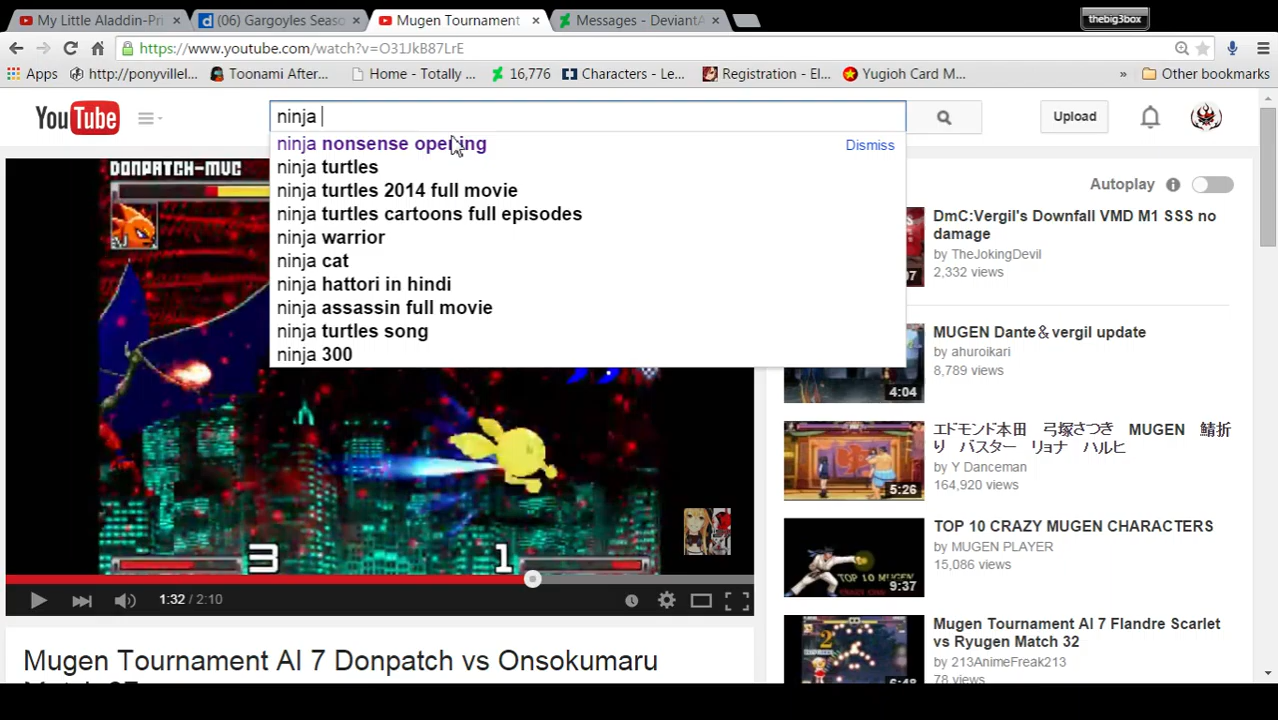 My Little Aladdin-Pri
(06) Gargoyles Seaso
Mugen Tournament
Messages - DeviantA
thebig3box
https://www.youtube.com/watch?v=O31JkB87LrE
Apps
http://ponyvillel...
Toonami After...
Home - Totally ...
16,776
Characters - Le...
Registration - El...
Yugioh Card M...
»
Other bookmarks
YouTube
ninja
Upload
ninja nonsense opening
Dismiss
ninja turtles
ninja turtles 2014 full movie
ninja turtles cartoons full episodes
ninja warrior
ninja cat
ninja hattori in hindi
ninja assassin full movie
ninja turtles song
ninja 300
DONPATCH-MVC
3
1
1:32 / 2:10
Mugen Tournament AI 7 Donpatch vs Onsokumaru
Autoplay
DmC:Vergil's Downfall VMD M1 SSS no
damage
by TheJokingDevil
2,332 views
MUGEN Dante＆vergil update
by ahuroikari
8,789 views
4:04
エドモンド本田 弓塚さつき MUGEN 鯖折
り バスター リョナ ハルヒ
by Y Danceman
164,920 views
5:26
TOP 10 CRAZY MUGEN CHARACTERS
by MUGEN PLAYER
15,086 views
TOP 10 MUGEN
9:37
Mugen Tournament AI 7 Flandre Scarlet
vs Ryugen Match 32
by 213AnimeFreak213
78 views